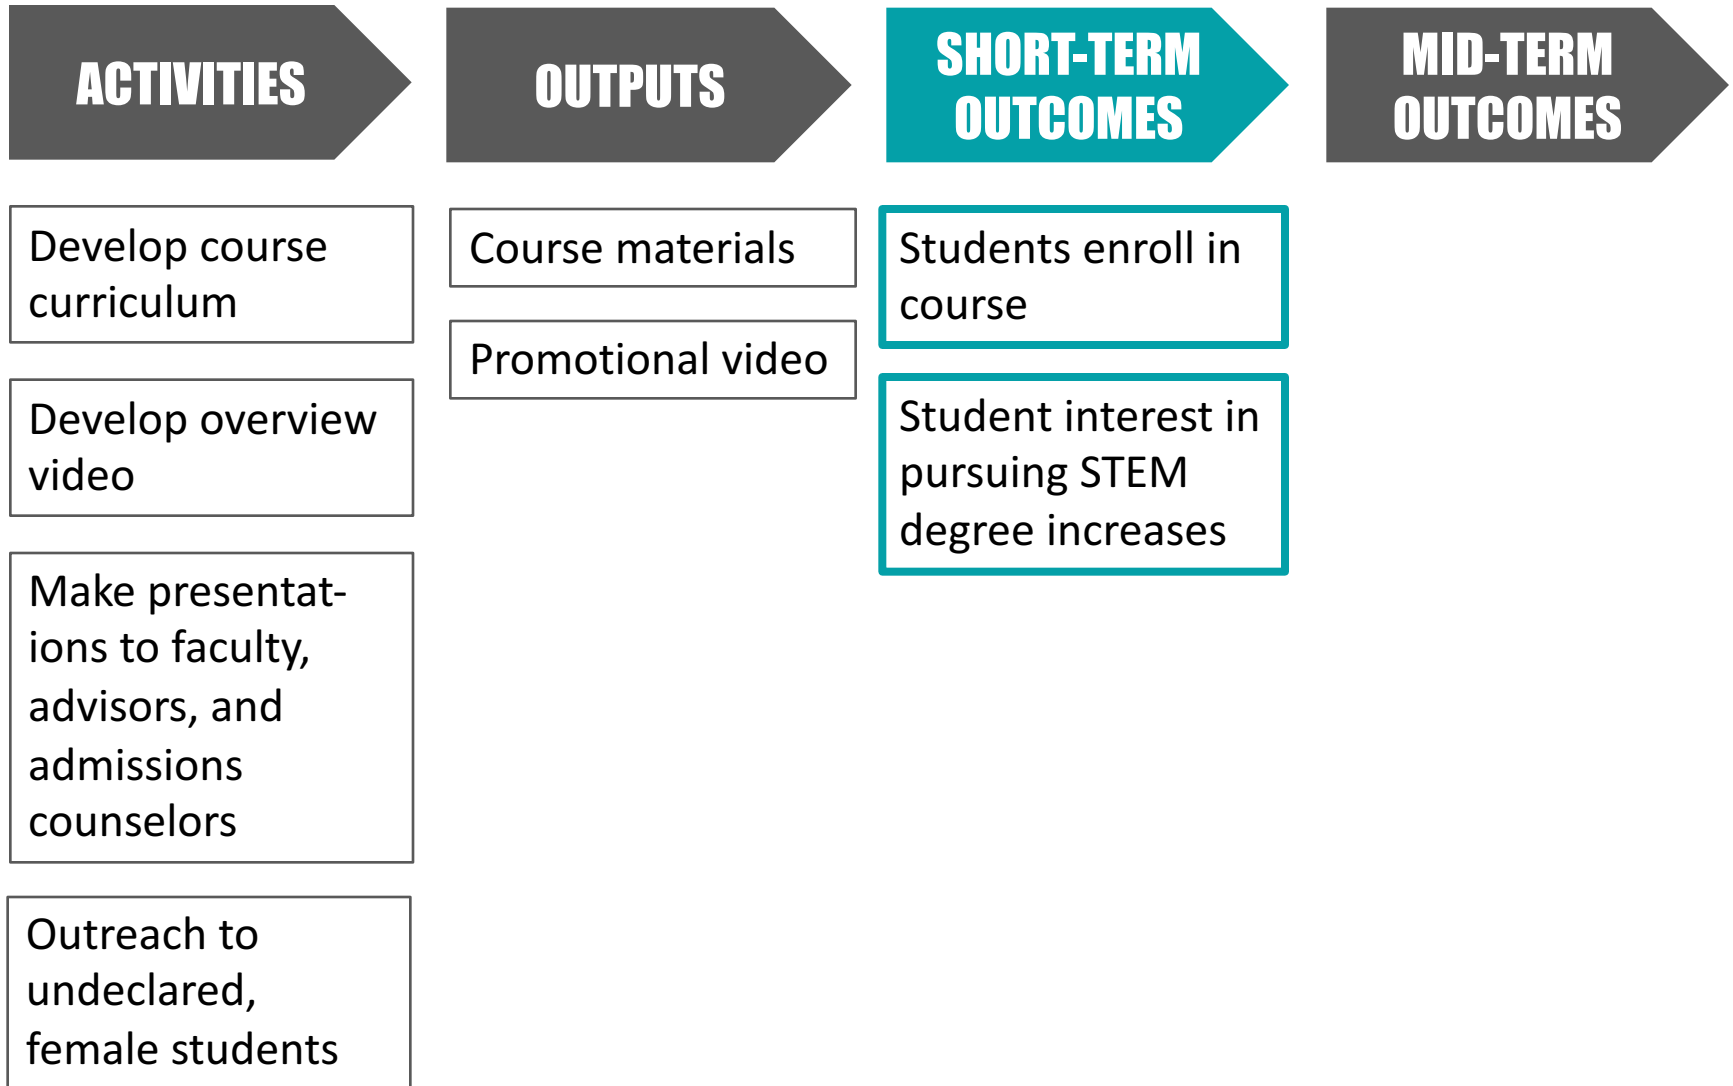 ACTIVITIES
OUTPUTS
SHORT-TERM
OUTCOMES
MID-TERM
OUTCOMES
Develop course
curriculum
Develop overview
video
Make presentat-
ions to faculty,
advisors, and
admissions
counselors
Outreach to
undeclared,
female students
Course materials
Promotional video
Students enroll in
course
Student interest in
pursuing STEM
degree increases